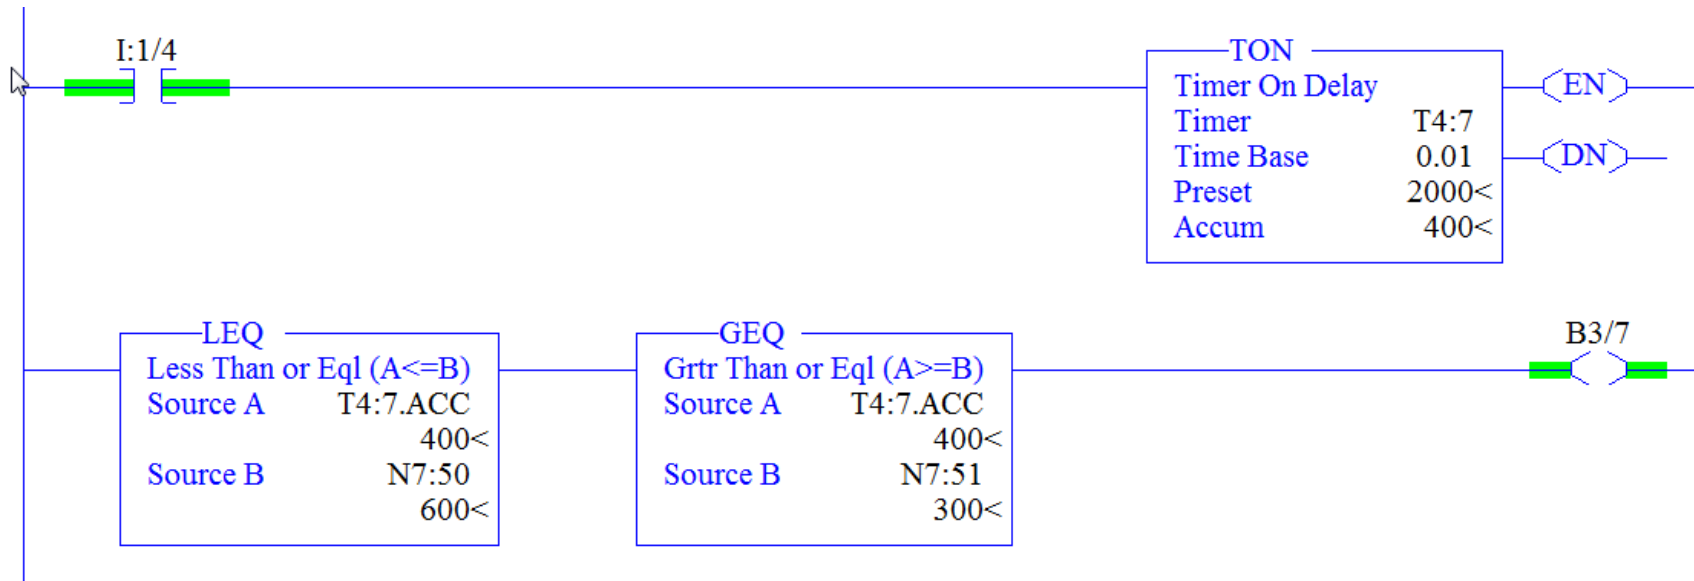 I:1/4
TON
Timer On Delay
Timer T4:7
Time Base 0.01
Preset 2000<
Accum 400<
EN
DN
LEQ
Less Than or Eql (A<=B)
Source A T4:7.ACC
400<
Source B N7:50
600<
GEQ
Grtr Than or Eql (A>=B)
Source A T4:7.ACC
400<
Source B N7:51
300<
B3/7